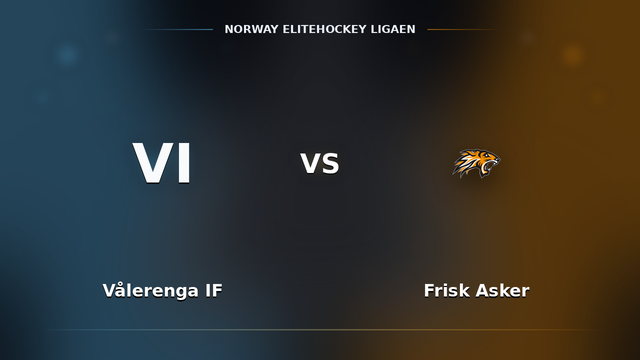 NORWAY ELITEHOCKEY LIGAEN
VI
VS
Vålerenga IF
Frisk Asker